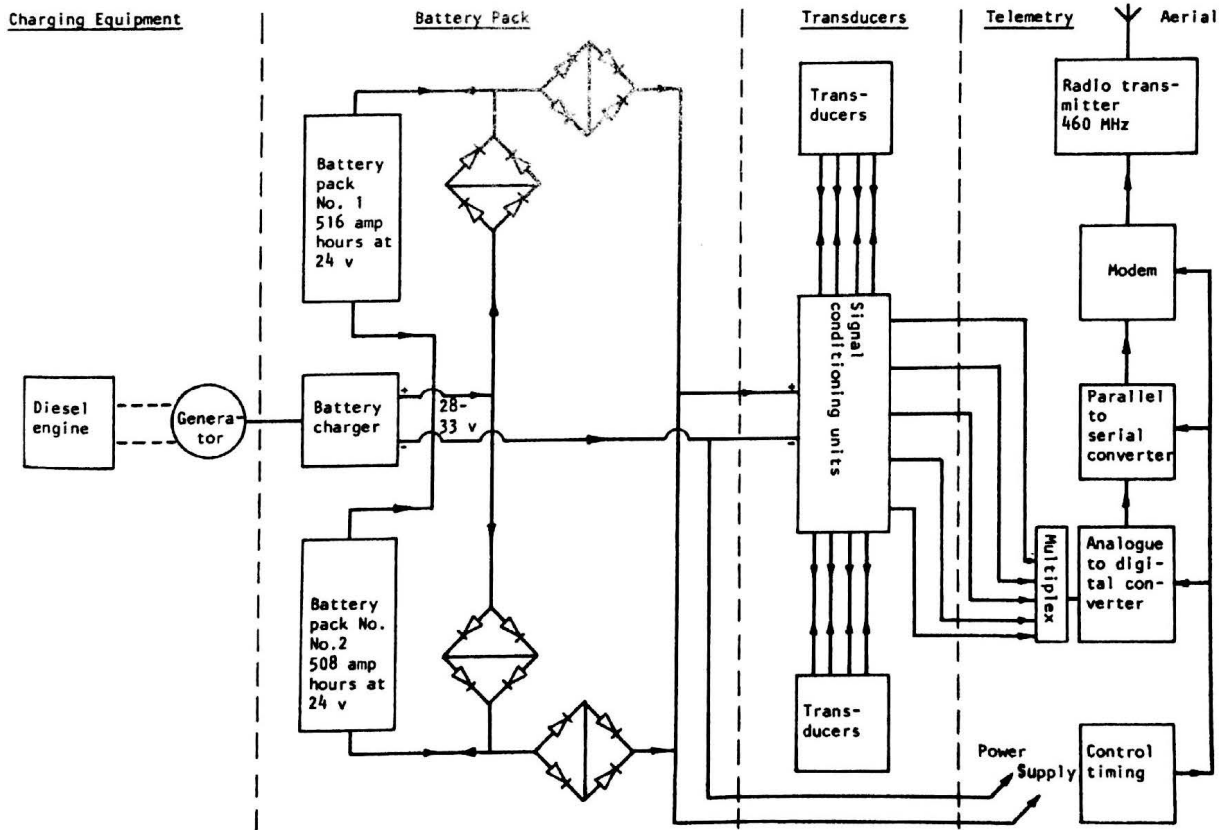 Charging Equipment
Battery Pack
Transducers
Telemetry
Aerial
Radio trans-
mitter
460 MHz
Trans-
ducers
Battery
pack
No. 1
516 amp
hours at
24 v
Modem
Signal
conditioning units
Diesel
engine
Genera-
tor
Battery
charger
+
-
28-
33 v
+
-
Parallel
to
serial
converter
Multiplex
Analogue
to digi-
tal con-
verter
Battery
pack No.
No.2
508 amp
hours at
24 v
Trans-
ducers
Power
Supply
Control
timing